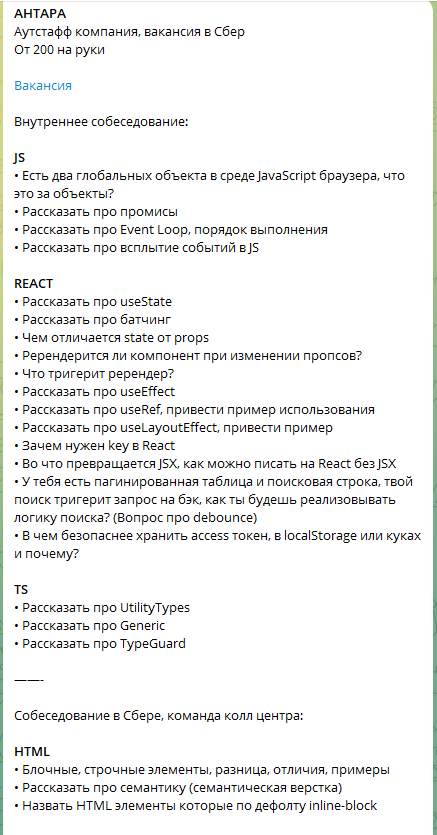 АНТАРА
Аутстафф компания, вакансия в Сбер
От 200 на руки
Вакансия
Внутреннее собеседование:
JS
• Есть два глобальных объекта в среде JavaScript браузера, что
это за объекты?
• Рассказать про промисы
• Рассказать про Event Loop, порядок выполнения
• Рассказать про всплытие событий в JS
REACT
• Рассказать про useState
• Рассказать про батчинг
• Чем отличается state от props
• Ререндерится ли компонент при изменении пропсов?
• Что тригерит ререндер?
• Рассказать про useEffect
• Рассказать про useRef, привести пример использования
• Рассказать про useLayoutEffect, привести пример
• Зачем нужен key в React
• Во что превращается JSX, как можно писать на React без JSX
• У тебя есть пагинированная таблица и поисковая строка, твой
поиск тригерит запрос на бэк, как ты будешь реализовывать
логику поиска? (Вопрос про debounce)
• В чем безопаснее хранить access токен, в localStorage или куках
и почему?
TS
• Рассказать про UtilityTypes
• Рассказать про Generic
• Рассказать про TypeGuard
——-
Собеседование в Сбере, команда колл центра:
HTML
• Блочные, строчные элементы, разница, отличия, примеры
• Рассказать про семантику (семантическая верстка)
• Назвать HTML элементы которые по дефолту inline-block